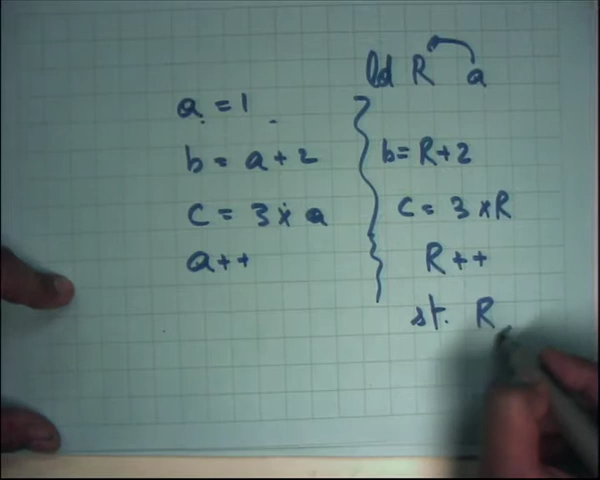 ld R a
a = 1
b = a + 2
c = 3 × a
a++
b = R + 2
c = 3 × R
R++
st. R